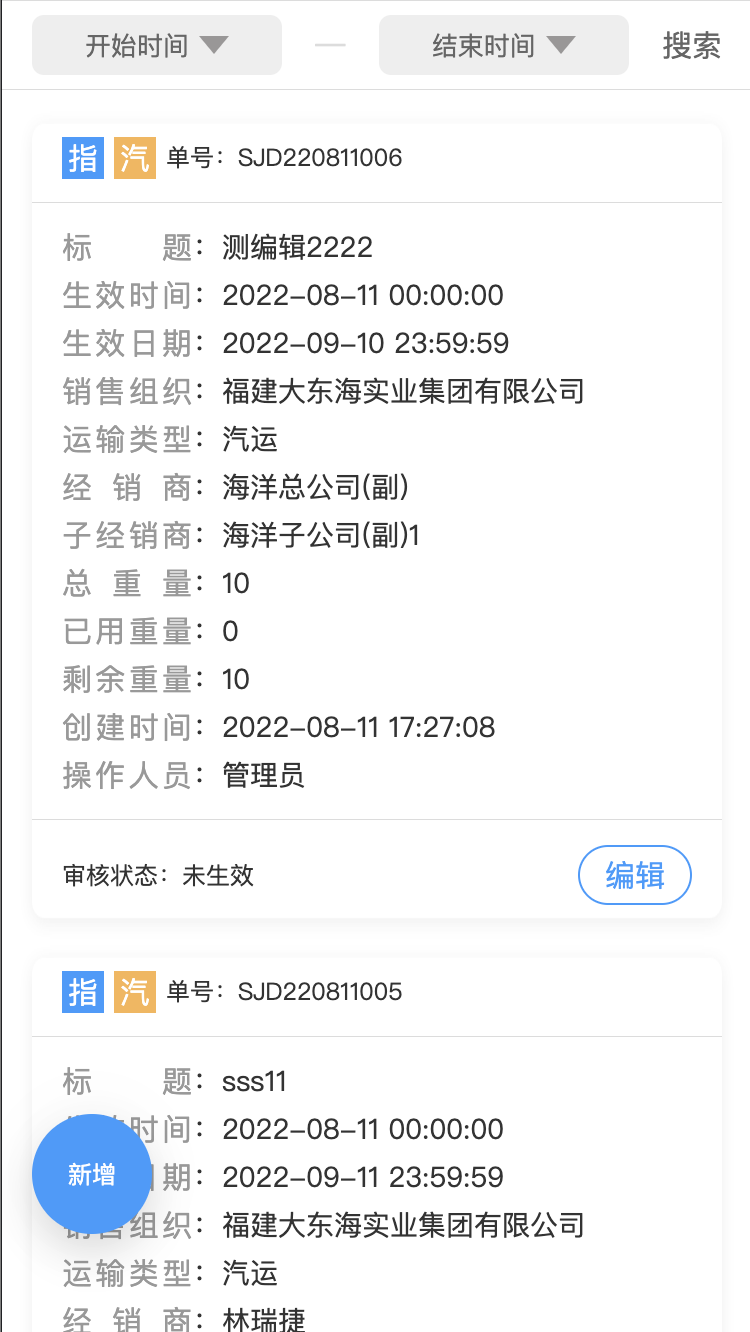 开始时间 — 结束时间 搜索
指 汽 单号：SJD220811006
标 题：测编辑2222
生效时间：2022-08-11 00:00:00
生效日期：2022-09-10 23:59:59
销售组织：福建大东海实业集团有限公司
运输类型：汽运
经 销 商：海洋总公司(副)
子经销商：海洋子公司(副)1
总 重 量：10
已用重量：0
剩余重量：10
创建时间：2022-08-11 17:27:08
操作人员：管理员
审核状态：未生效 编辑
指 汽 单号：SJD220811005
标 题：sss11
时间：2022-08-11 00:00:00
新增 期：2022-09-11 23:59:59
销售组织：福建大东海实业集团有限公司
运输类型：汽运
经 销 商：林瑞捷